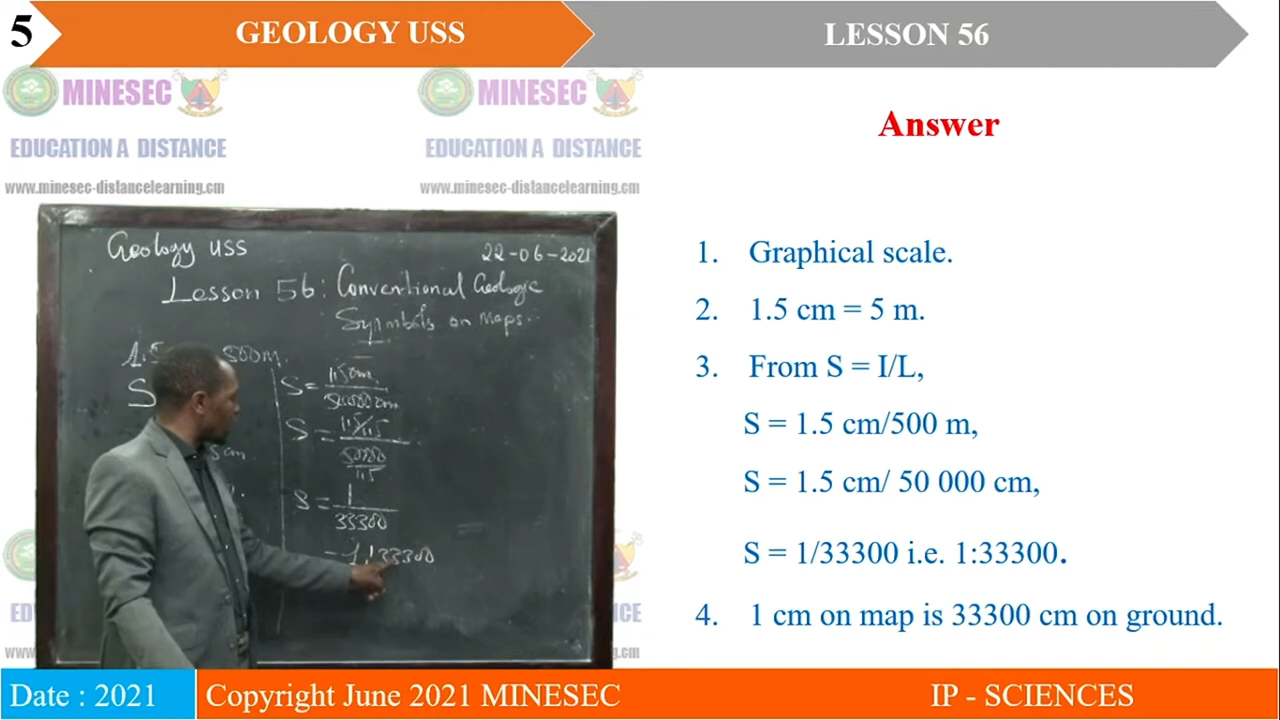 5
GEOLOGY USS
LESSON 56
MINESEC
EDUCATION A DISTANCE
www.minesec-distancelearning.cm
MINESEC
EDUCATION A DISTANCE
www.minesec-distancelearning.cm
Geology USS
22-06-2021
Lesson 56: Conventional Geologic
Symbols on Maps.
500m.
S
S =
S =
50000
S = 1
33300
33300
Answer
1. Graphical scale.
2. 1.5 cm = 5 m.
3. From S = I/L,
S = 1.5 cm/500 m,
S = 1.5 cm/ 50 000 cm,
S = 1/33300 i.e. 1:33300.
4. 1 cm on map is 33300 cm on ground.
Date : 2021
Copyright June 2021 MINESEC
IP - SCIENCES